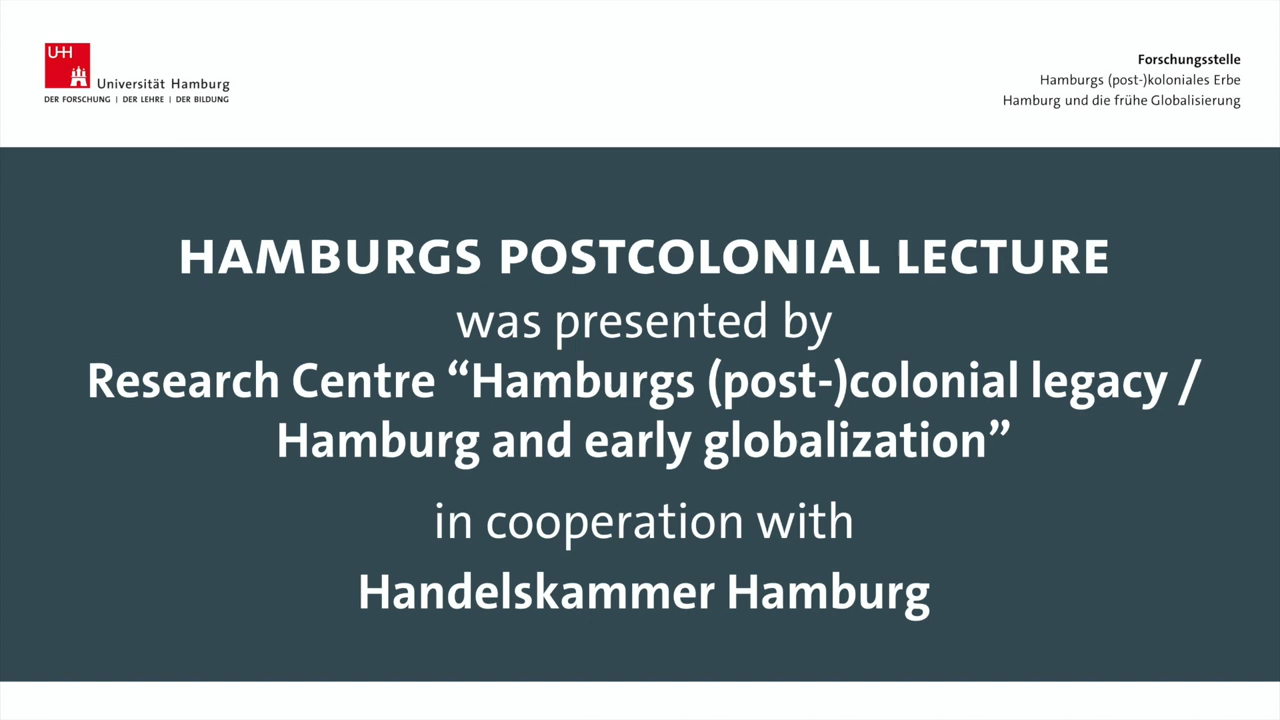 UHH
Universität Hamburg
DER FORSCHUNG | DER LEHRE | DER BILDUNG
Forschungsstelle
Hamburgs (post-)koloniales Erbe
Hamburg und die frühe Globalisierung
HAMBURGS POSTCOLONIAL LECTURE
was presented by
Research Centre “Hamburgs (post-)colonial legacy /
Hamburg and early globalization”
in cooperation with
Handelskammer Hamburg